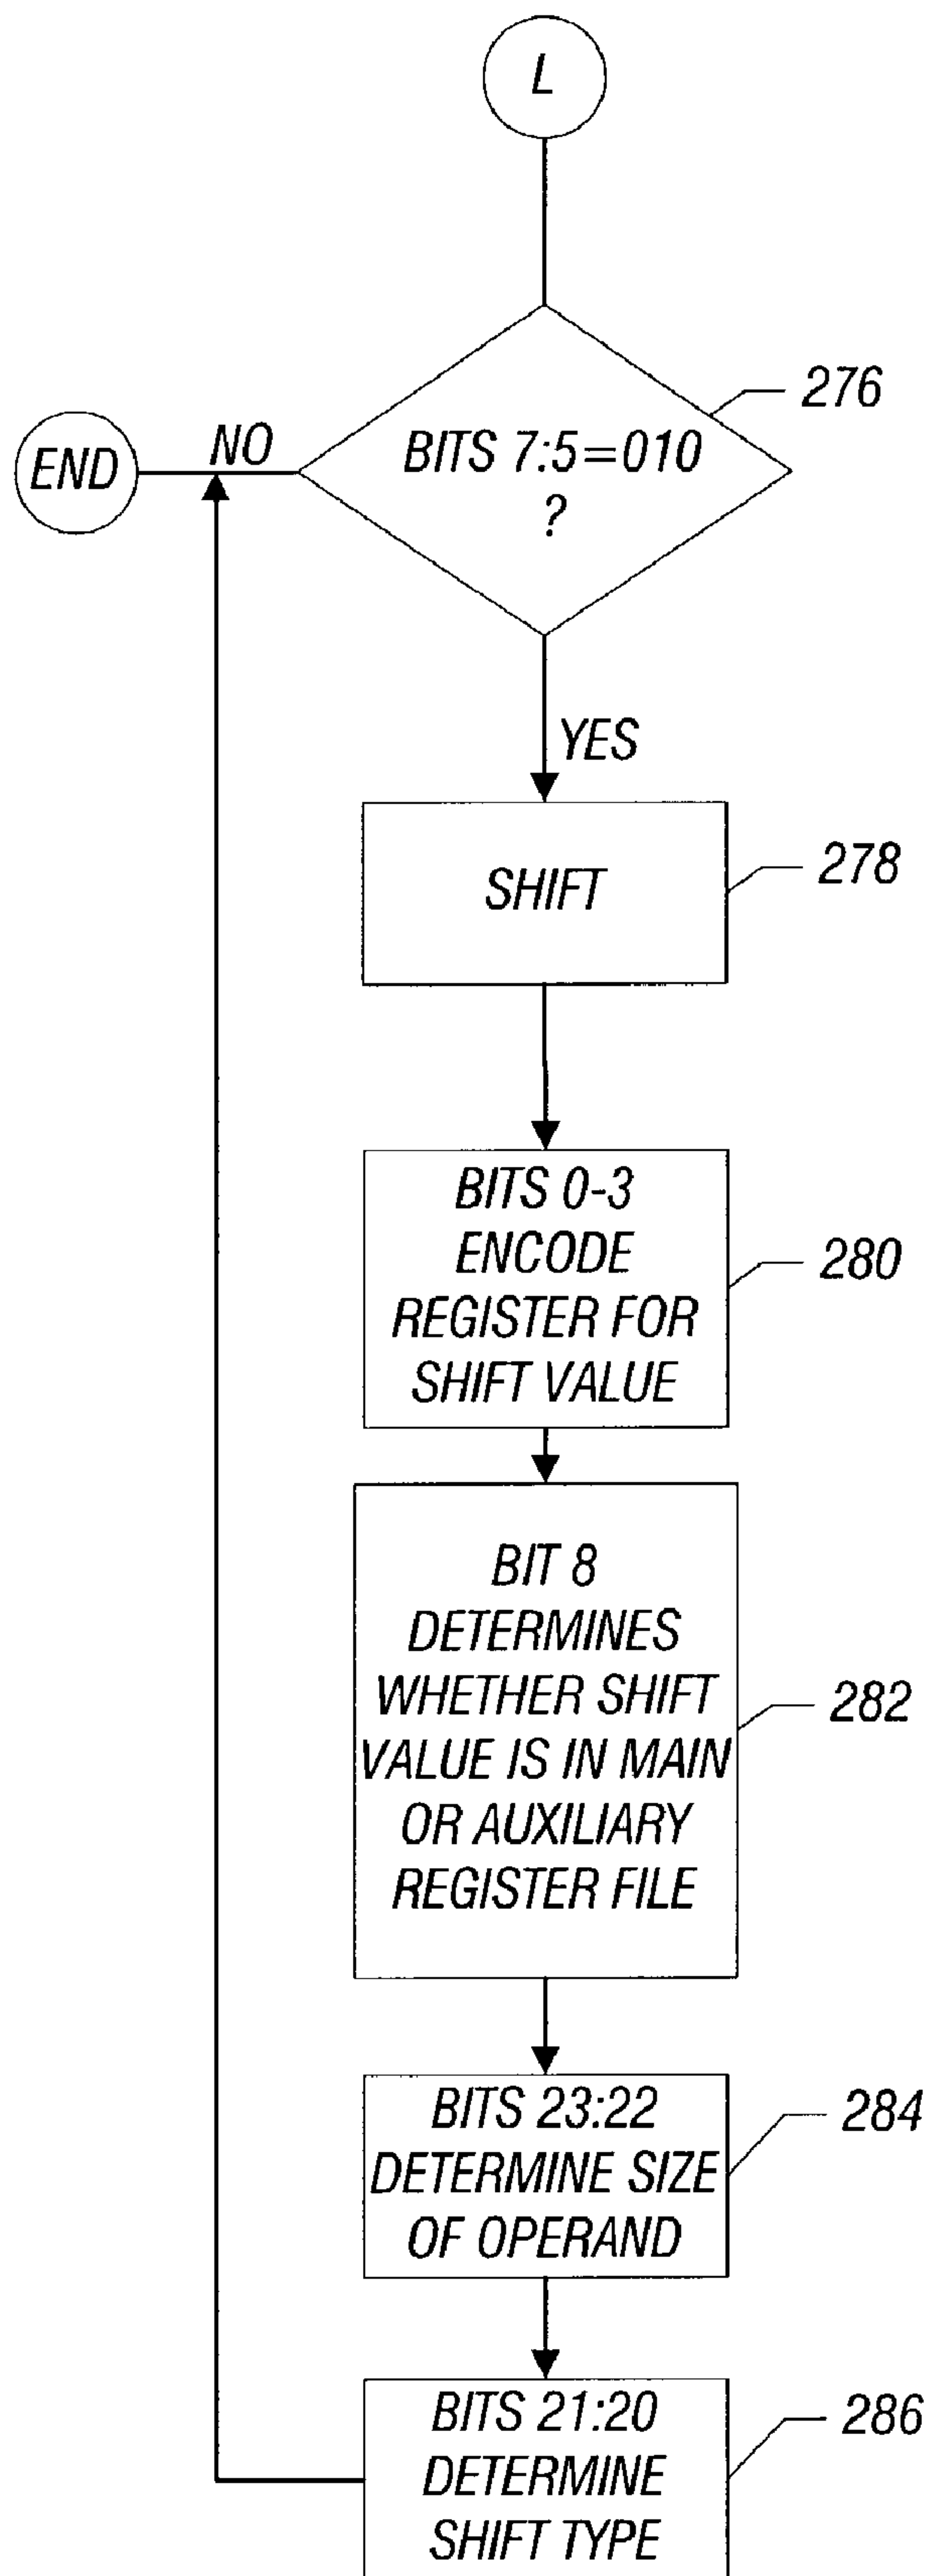 L
276
BITS 7:5=010
?
NO
END
YES
SHIFT
278
BITS 0-3
ENCODE
REGISTER FOR
SHIFT VALUE
280
BIT 8
DETERMINES
WHETHER SHIFT
VALUE IS IN MAIN
OR AUXILIARY
REGISTER FILE
282
BITS 23:22
DETERMINE SIZE
OF OPERAND
284
BITS 21:20
DETERMINE
SHIFT TYPE
286